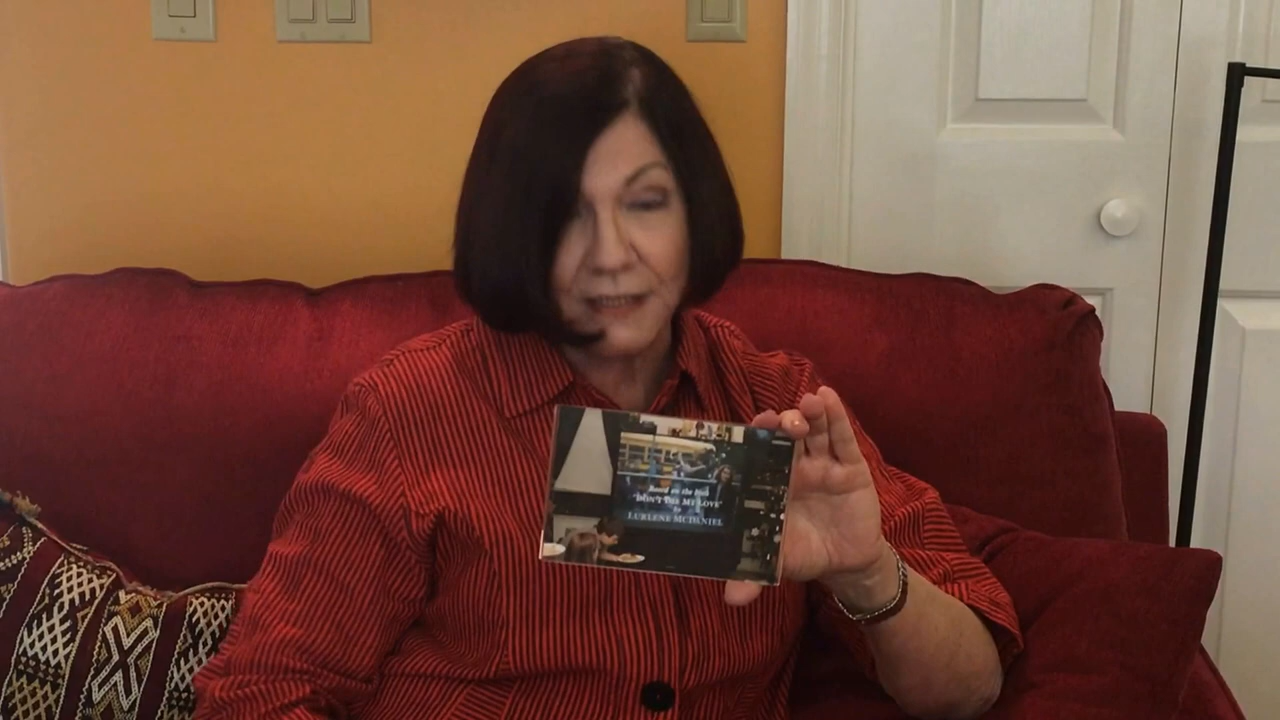 Based on the book
"DON'T DIE MY LOVE"
by
LURLENE MCDANIEL